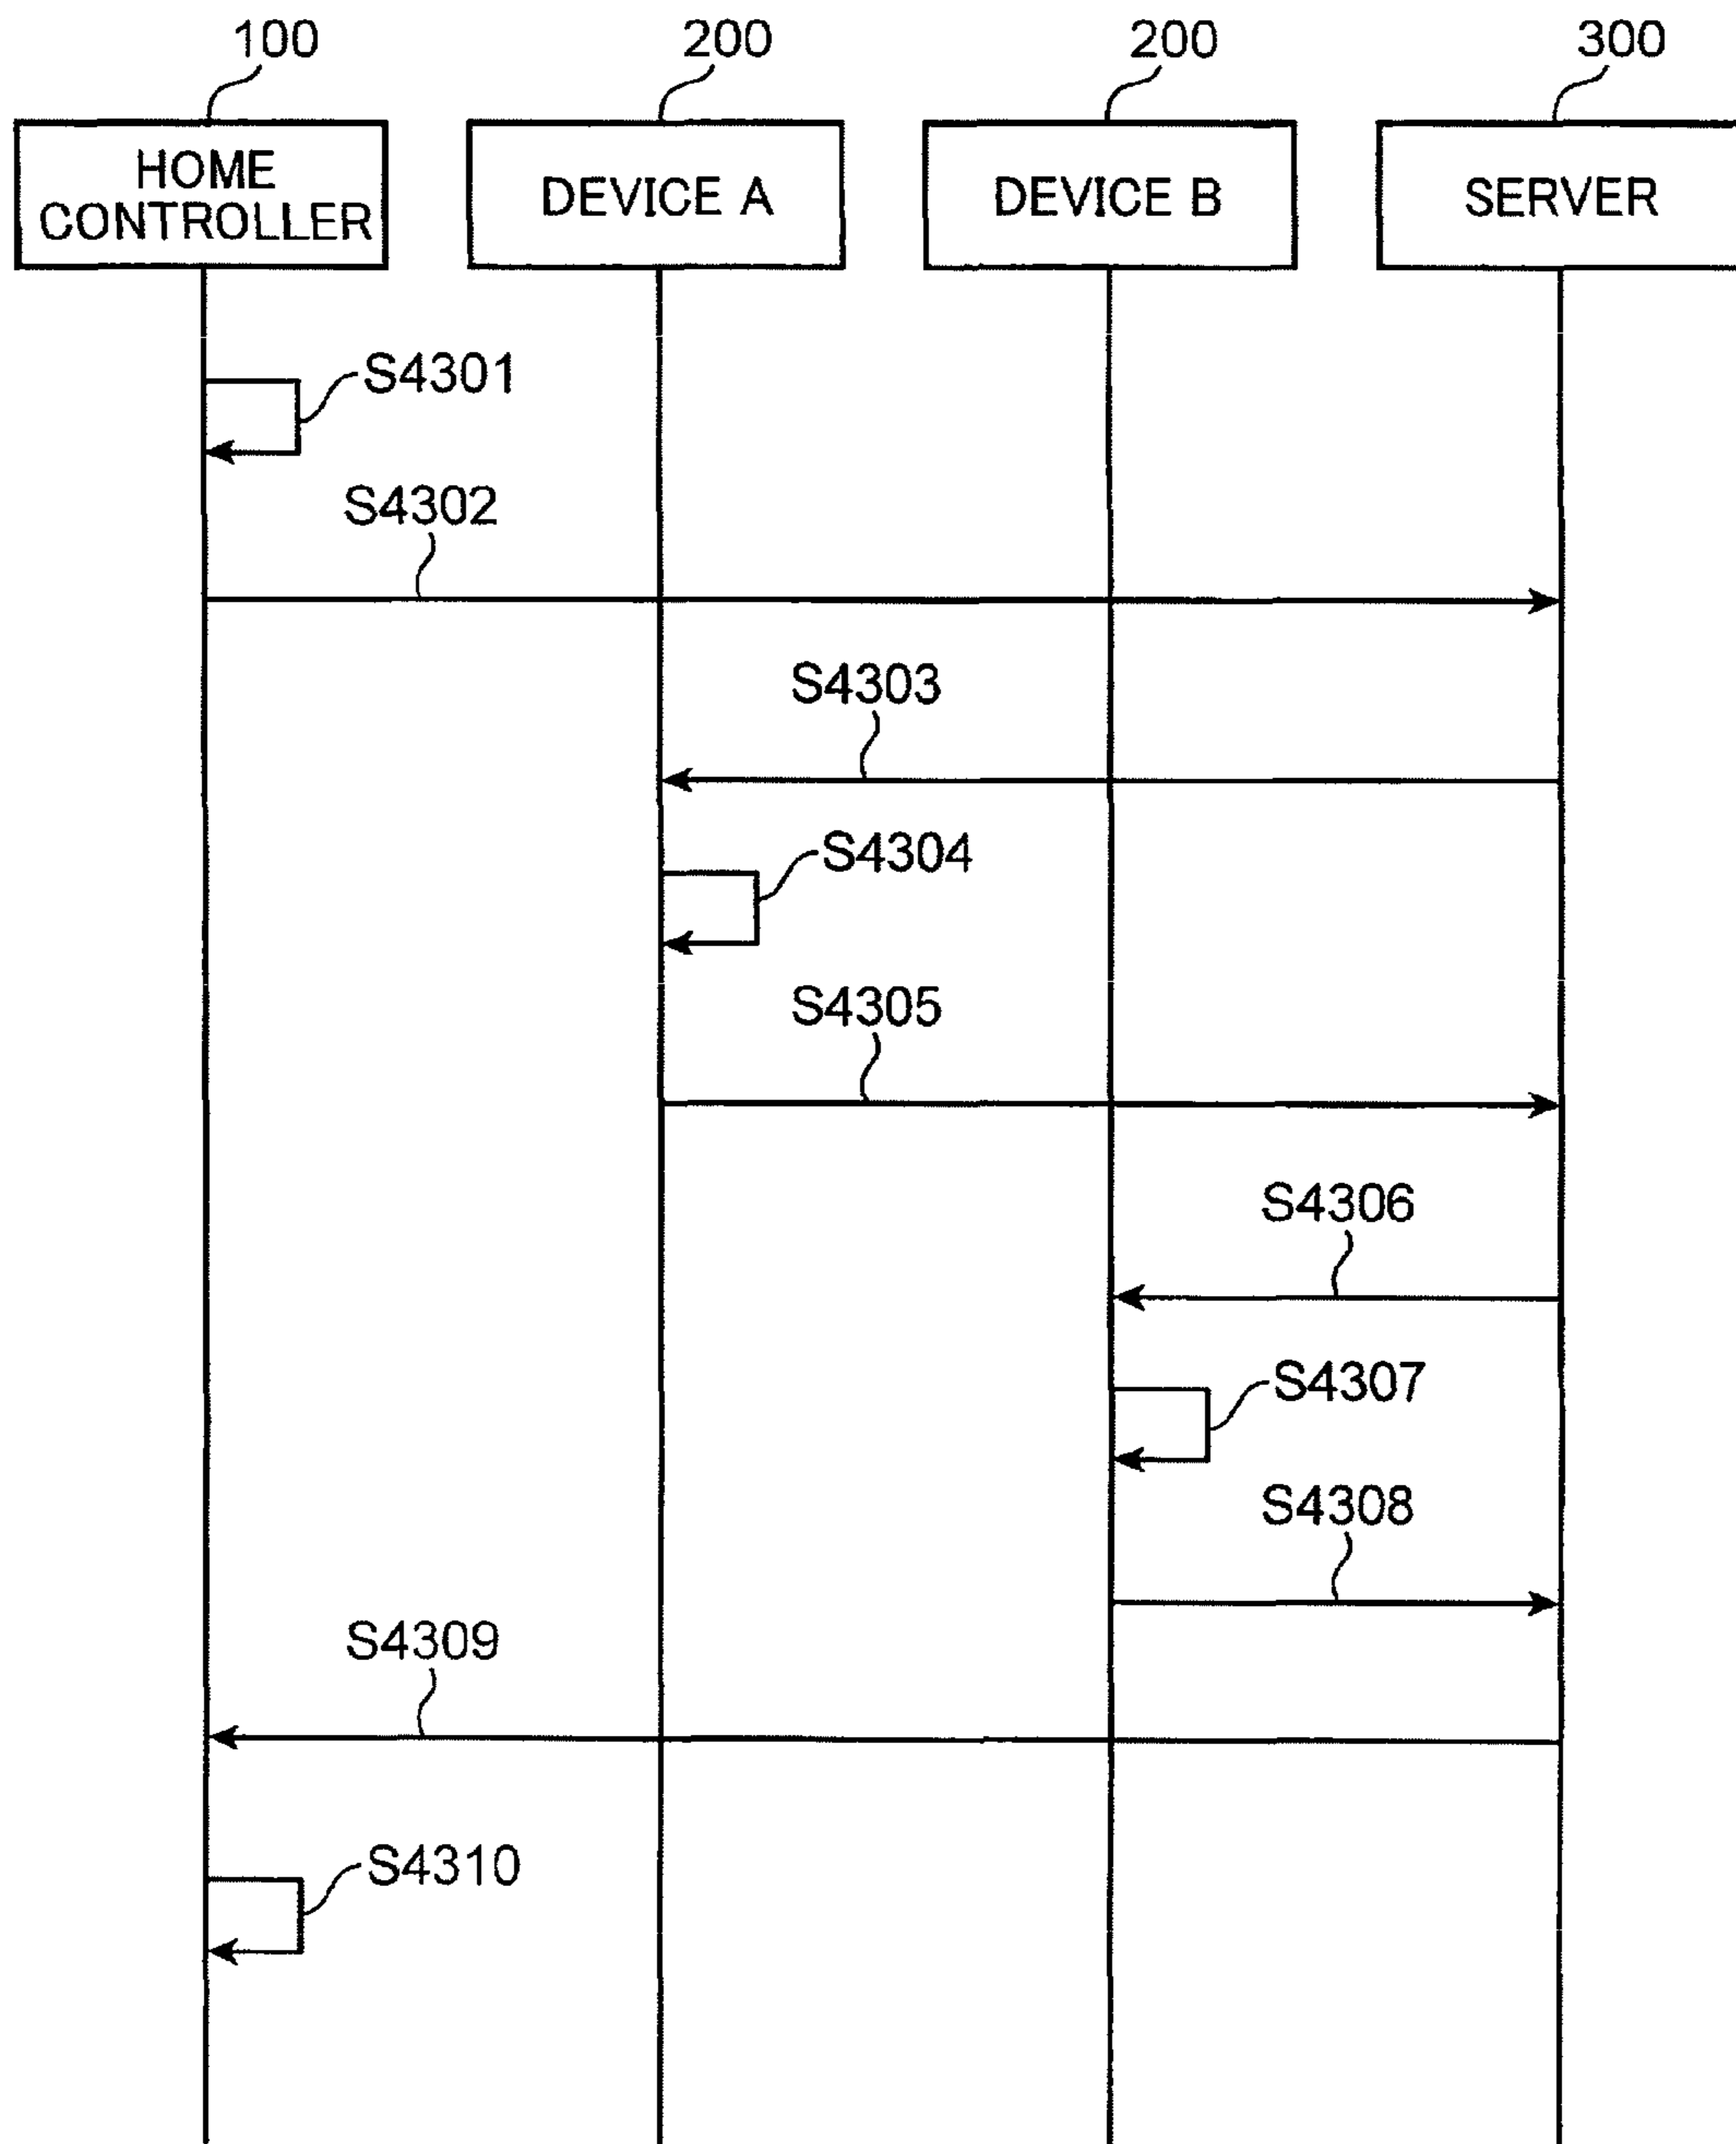 100
200
200
300
HOME
CONTROLLER
DEVICE A
DEVICE B
SERVER
S4301
S4302
S4303
S4304
S4305
S4306
S4307
S4308
S4309
S4310